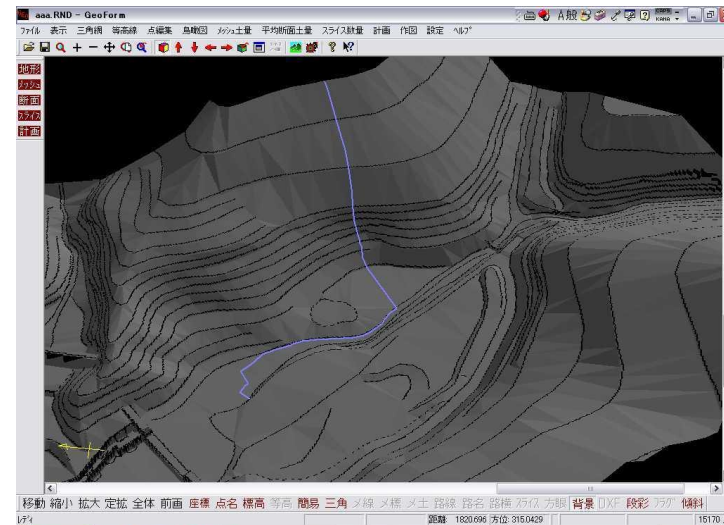 aaa.RND - GeoForm
A般
KANA
ファイル 表示 三角網 等高線 点編集 鳥瞰図 メッシュ土量 平均断面土量 スライス数量 計画 作図 設定 ヘルプ
地形
メッシュ
断面
スライス
計画
移動 縮小 拡大 定拡 全体 前画 座標 点名 標高 等高 簡易 三角 メ線 メ標 メ土 路線 路名 路横 スライス 方眼 背景 DXF 段彩 フラグ 傾斜
レディ 距離 1820.696 方位: 315.0429 15170